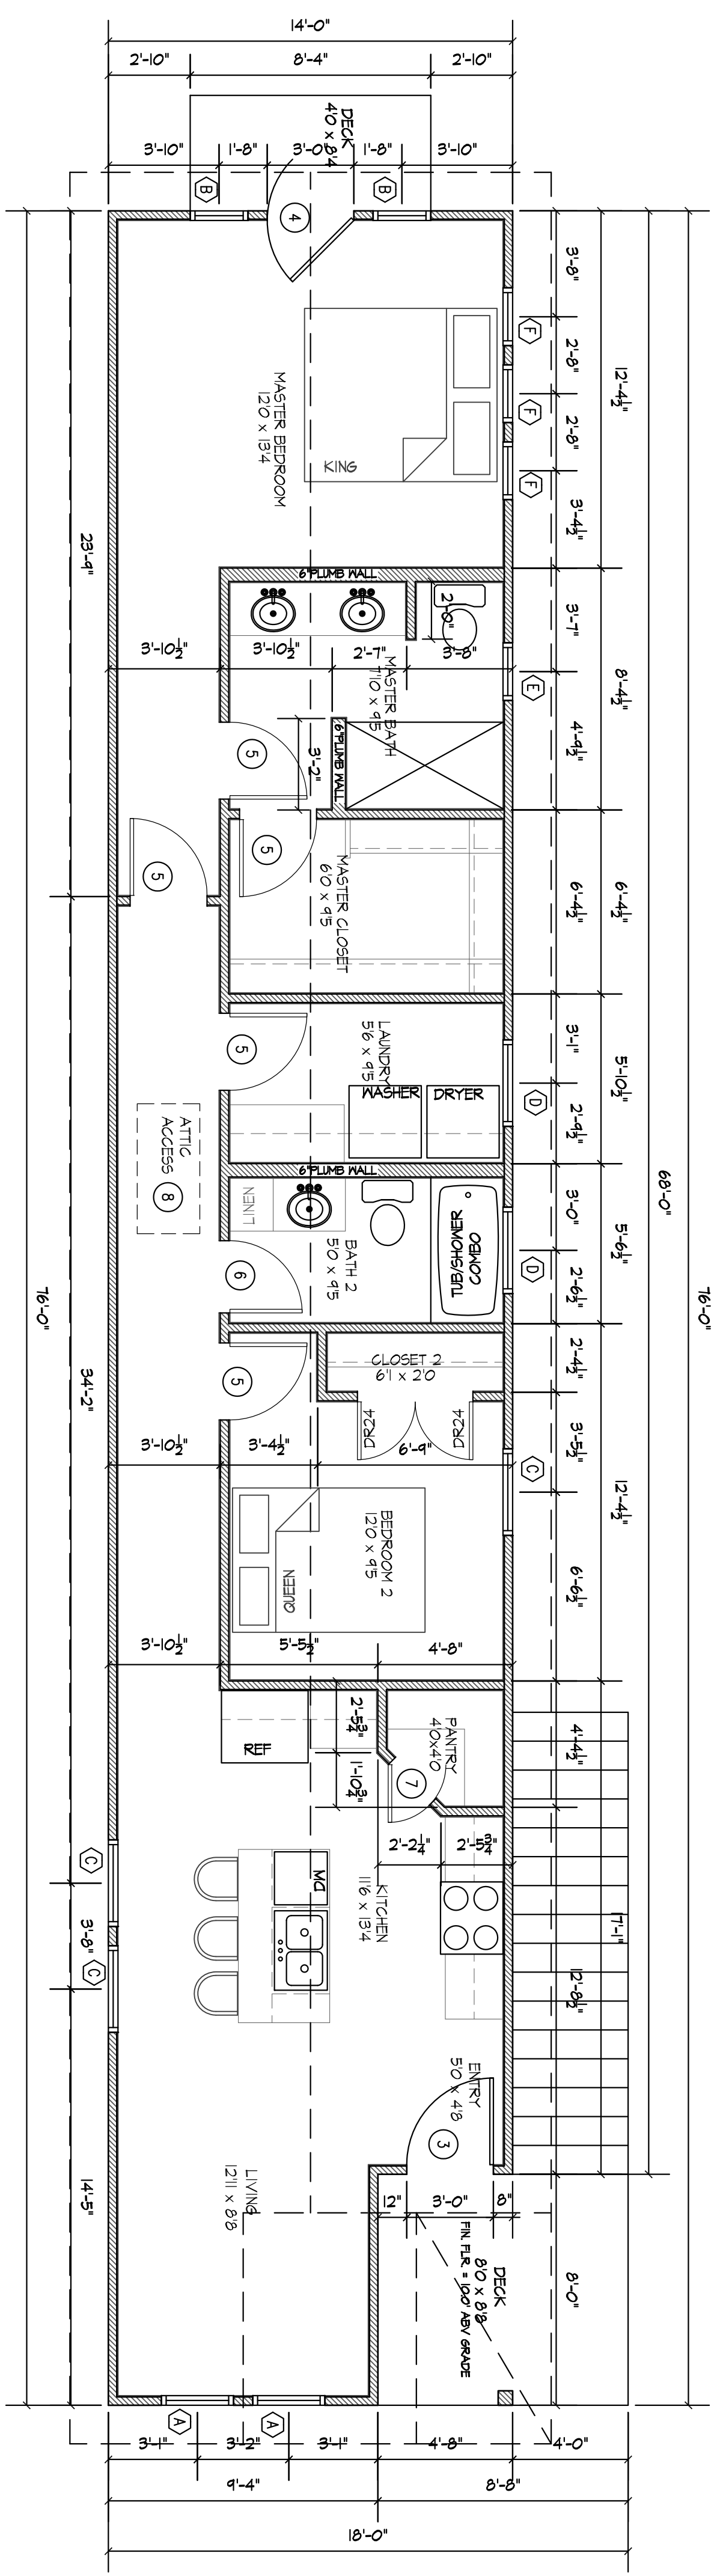 14'-0"
2'-10"
8'-4"
2'-10"
DECK
4'0 x 8'4
3'-10"
1'-8"
3'-0"
1'-8"
3'-10"
B
B
4
3'-8"
F
2'-8"
F
2'-8"
F
3'-4½"
12'-4½"
MASTER BEDROOM
12'0 x 13'4
KING
23'-9"
6" PLUMB WALL
2'-0"
3'-10½"
3'-10½"
2'-7"
3'-8"
MASTER BATH
7'10 x 9'5
3'-7"
E
8'-4½"
4'-9½"
5
3'-2"
6" PLUMB WALL
5
5
MASTER CLOSET
6'0 x 9'5
6'-4½"
6'-4½"
5
LAUNDRY
5'6 x 9'5
WASHER
DRYER
3'-1"
D
2'-9½"
5'-10½"
68'-0"
ATTIC
ACCESS
8
6" PLUMB WALL
LINEN
BATH 2
5'0 x 9'5
TUB/SHOWER
COMBO
3'-0"
D
2'-6½"
5'-6½"
6
76'-0"
76'-0"
34'-2"
5
CLOSET 2
6'1 x 2'0
DR24
DR24
2'-4½"
3'-5½"
C
3'-10½"
3'-4½"
6'-9"
12'-4½"
BEDROOM 2
12'0 x 9'5
QUEEN
6'-6½"
3'-10½"
5'-5½"
4'-8"
REF
2'-5¾"
1'-10¾"
PANTRY
4'0x4'0
7
4'-4½"
2'-2¼"
2'-5¾"
C
3'-8"
C
DW
KITCHEN
11'6 x 13'4
17'-1"
12'-8½"
ENTRY
5'0 x 4'8
3
LIVING
12'11 x 8'8
14'-5"
12"
3'-0"
8"
DECK
8'0 x 8'8
FIN. FLR. = 10.0' ABV GRADE
8'-0"
A
A
3'-1"
3'-2"
3'-1"
4'-8"
4'-0"
9'-4"
8'-8"
18'-0"